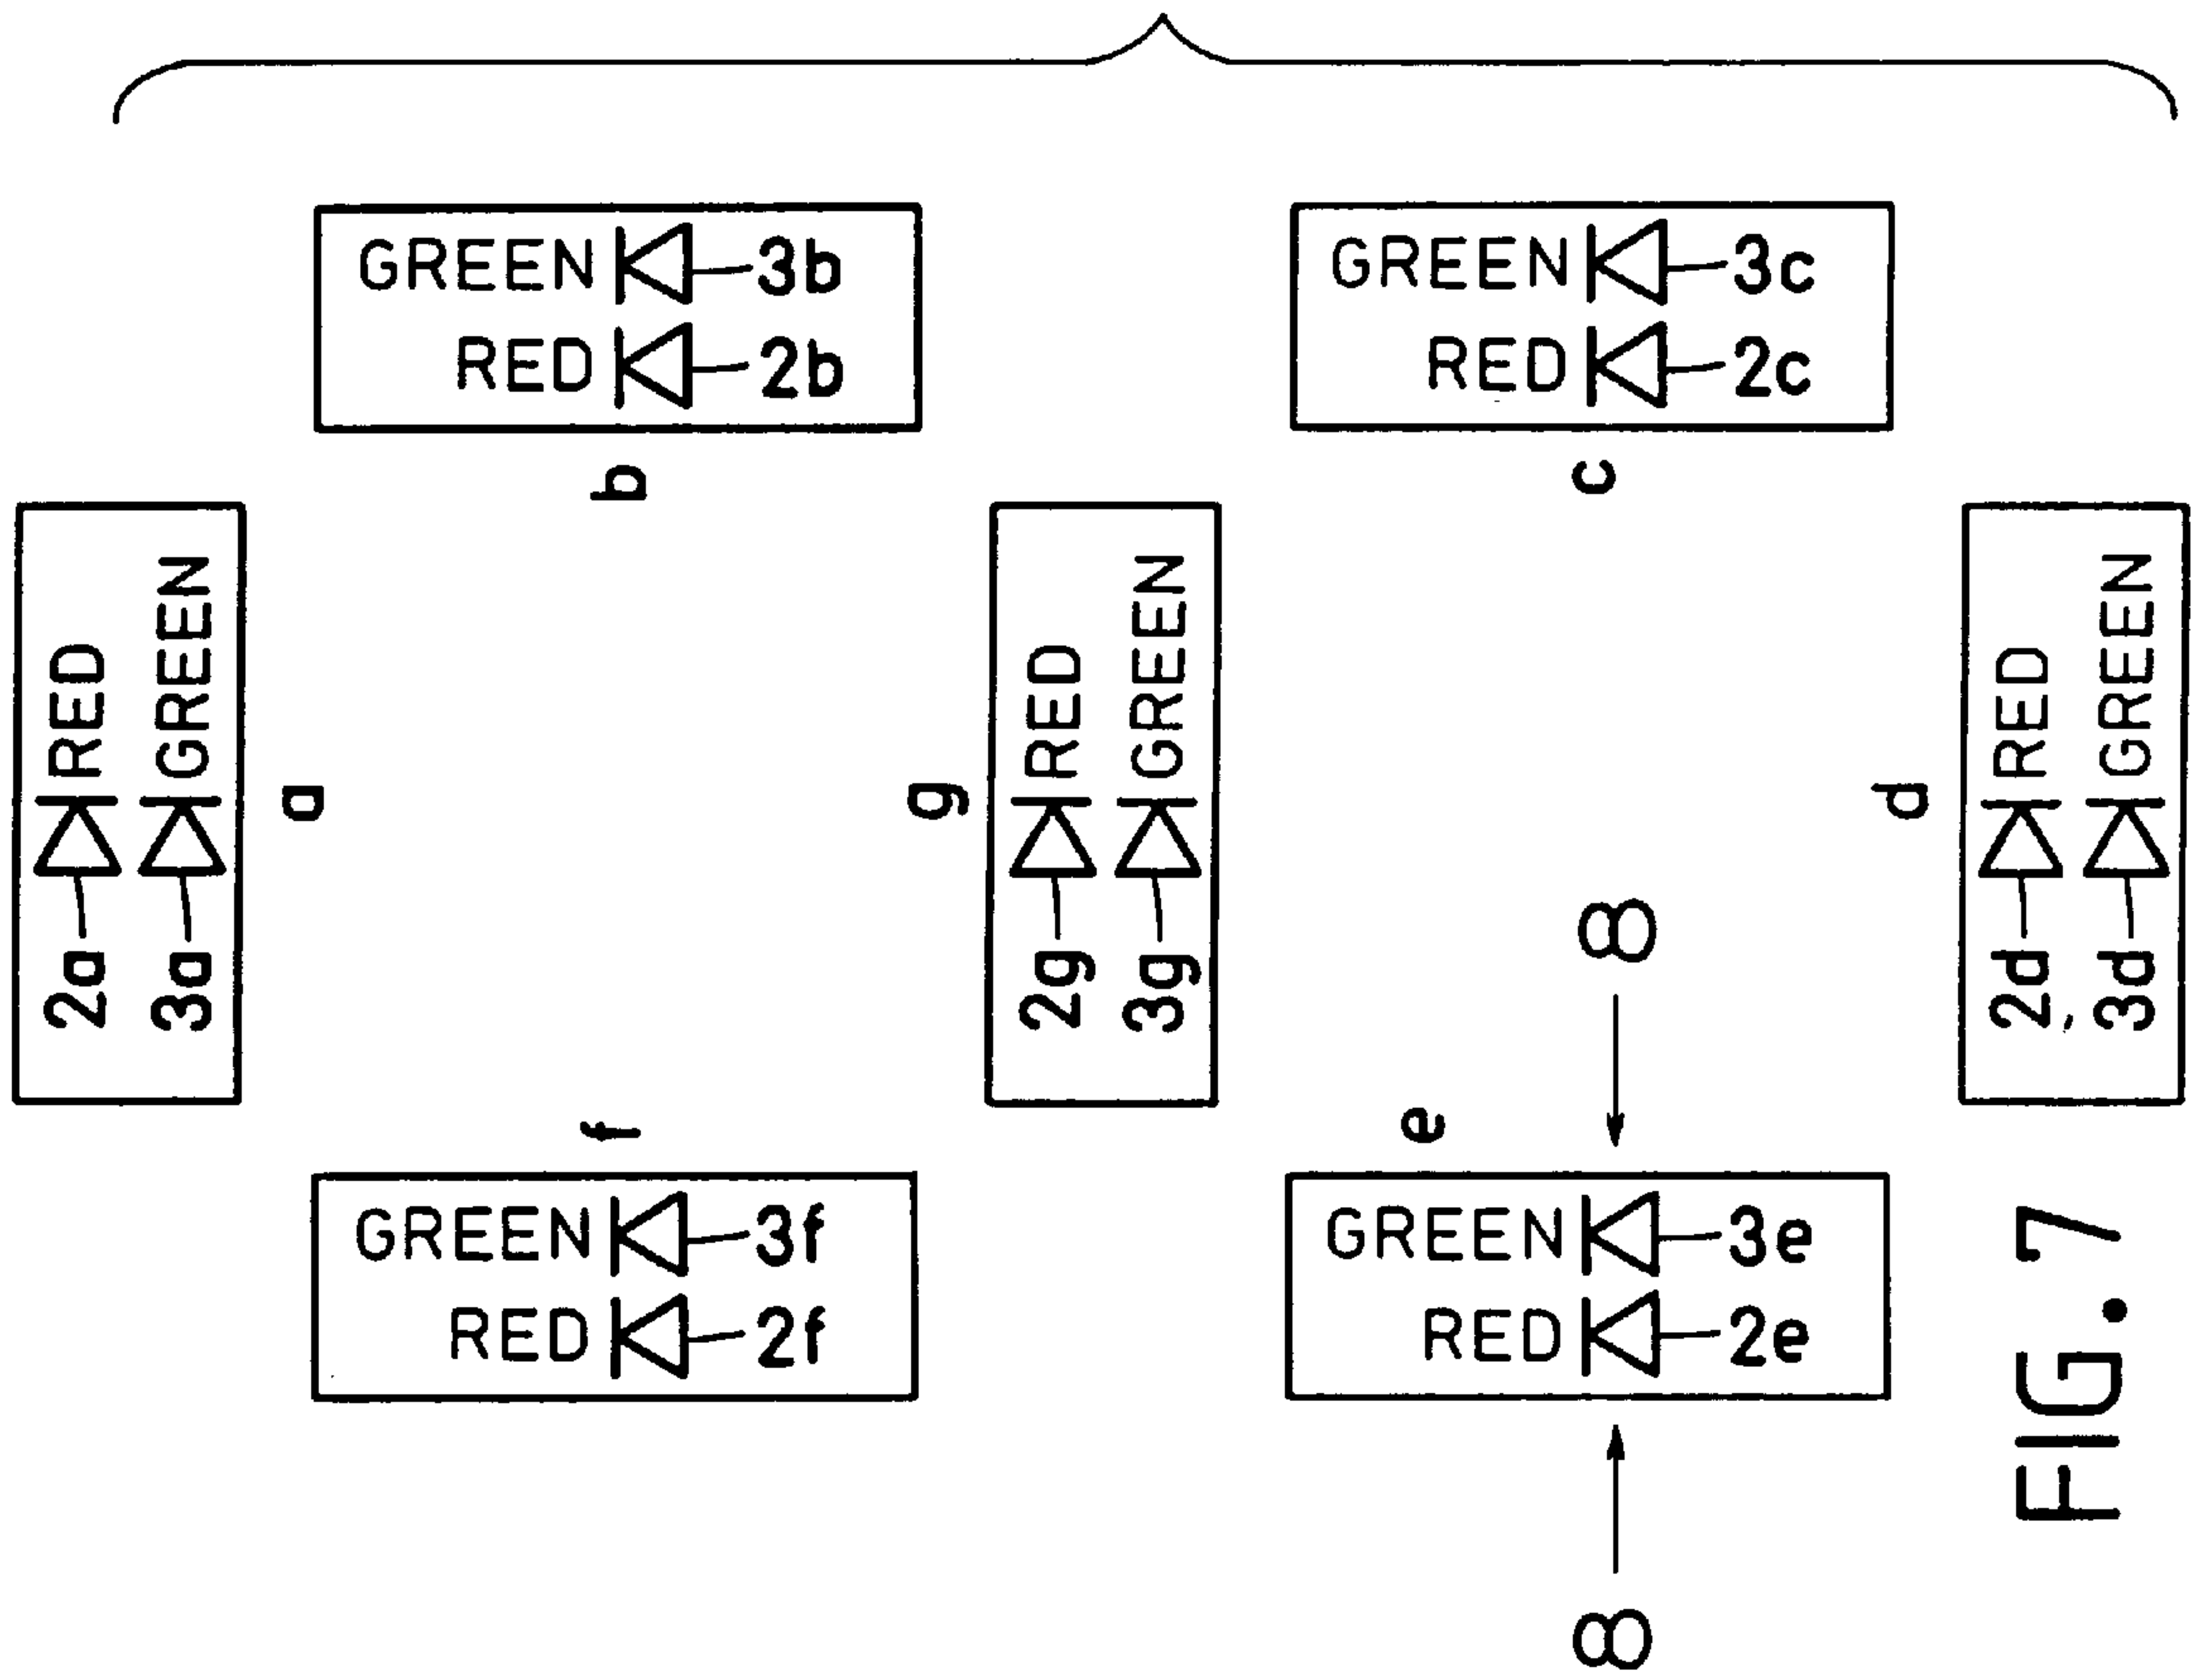 GREEN 3b
RED 2b
b
GREEN 3c
RED 2c
c
2a RED
3a GREEN
a
g
2g RED
3g GREEN
d
2d, RED
3d GREEN
f
GREEN 3f
RED 2f
e
8
GREEN 3e
RED 2e
8
FIG. 7